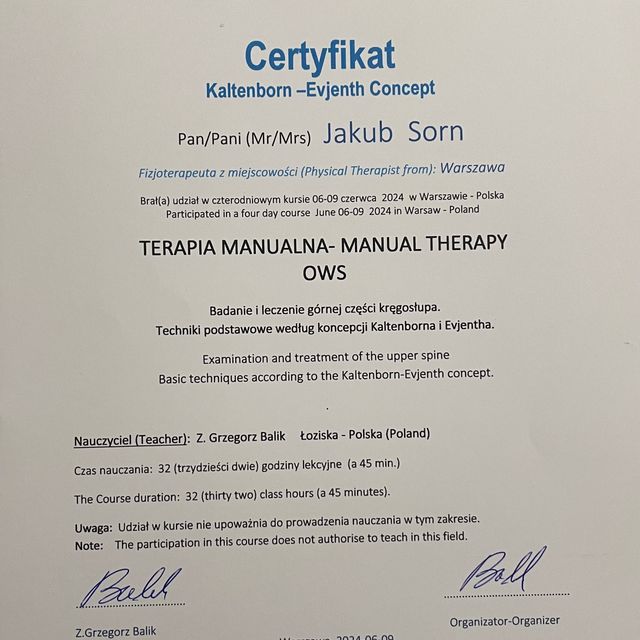 Certyfikat
Kaltenborn –Evjenth Concept
Pan/Pani (Mr/Mrs) Jakub Sorn
Fizjoterapeuta z miejscowości (Physical Therapist from): Warszawa
Brał(a) udział w czterodniowym kursie 06-09 czerwca 2024 w Warszawie - Polska
Participated in a four day course June 06-09 2024 in Warsaw - Poland
TERAPIA MANUALNA- MANUAL THERAPY
OWS
Badanie i leczenie górnej części kręgosłupa.
Techniki podstawowe według koncepcji Kaltenborna i Evjentha.
Examination and treatment of the upper spine
Basic techniques according to the Kaltenborn-Evjenth concept.
.
Nauczyciel (Teacher): Z. Grzegorz Balik Łoziska - Polska (Poland)
Czas nauczania: 32 (trzydzieści dwie) godziny lekcyjne (a 45 min.)
The Course duration: 32 (thirty two) class hours (a 45 minutes).
Uwaga: Udział w kursie nie upoważnia do prowadzenia nauczania w tym zakresie.
Note: The participation in this course does not authorise to teach in this field.
Z.Grzegorz Balik
Organizator-Organizer
Warszawa 2024-06-09